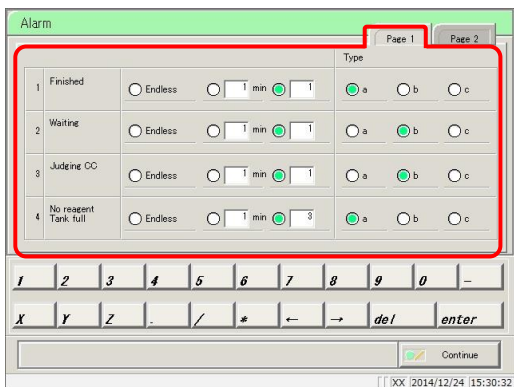 Alarm
Page 1 Page 2
Type
1 Finished Endless 1 min 1 a b c
2 Waiting Endless 1 min 1 a b c
3 Judging CC Endless 1 min 1 a b c
4 No reagent
Tank full Endless 1 min 3 a b c
1 2 3 4 5 6 7 8 9 0 -
X Y Z . / * ← → del enter
Continue
XX 2014/12/24 15:30:32